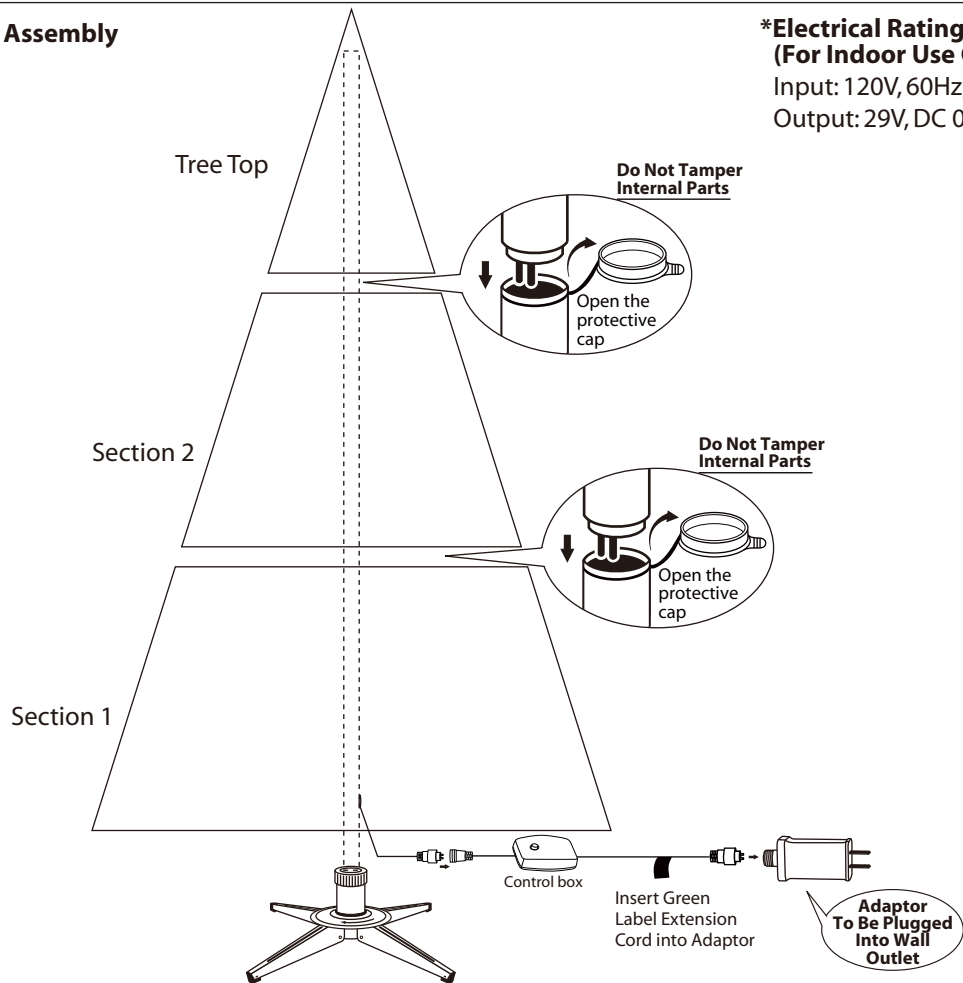 Assembly
*Electrical Rating
(For Indoor Use
Input: 120V, 60Hz
Output: 29V, DC
Tree Top
Do Not Tamper
Internal Parts
Open the
protective
cap
Section 2
Do Not Tamper
Internal Parts
Open the
protective
cap
Section 1
Control box
Insert Green
Label Extension
Cord into Adaptor
Adaptor
To Be Plugged
Into Wall
Outlet